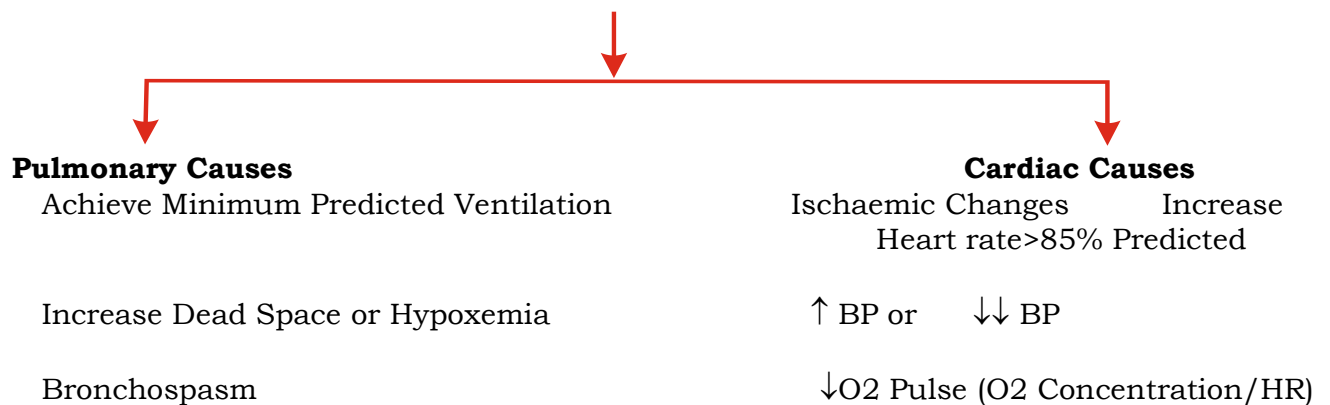 Pulmonary Causes
Achieve Minimum Predicted Ventilation
Increase Dead Space or Hypoxemia
Bronchospasm
Cardiac Causes
Ischaemic Changes Increase
Heart rate>85% Predicted
↑ BP or ↓↓ BP
↓O2 Pulse (O2 Concentration/HR)